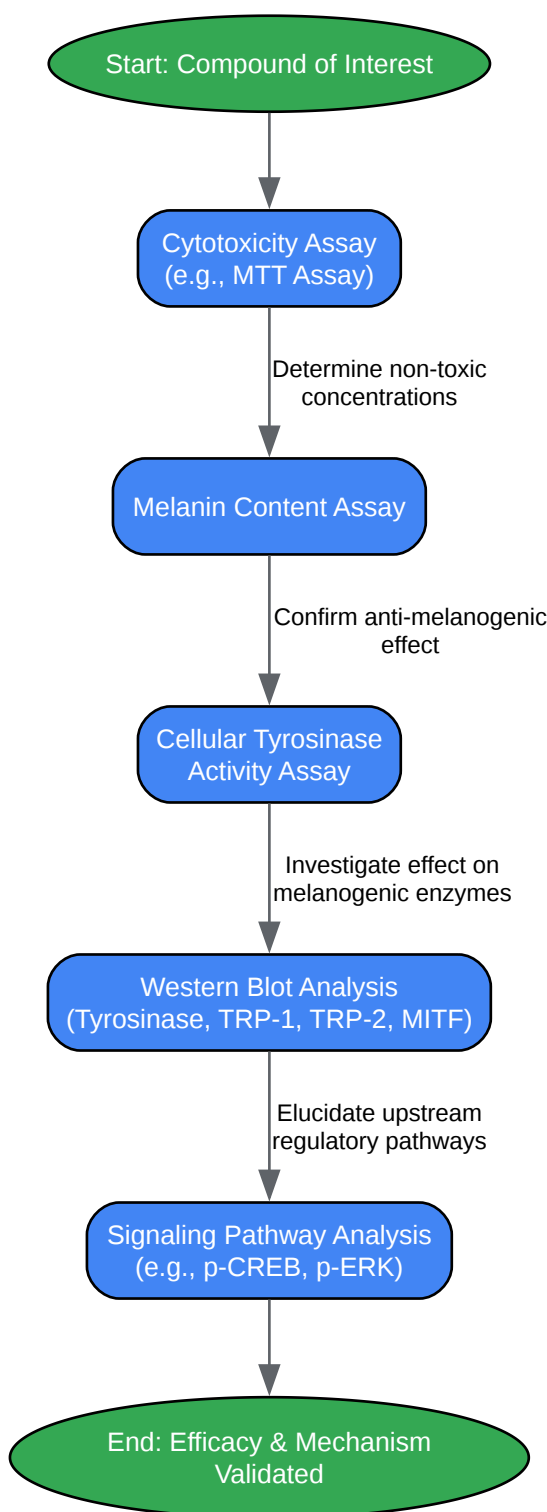 Start: Compound of Interest
Cytotoxicity Assay
(e.g., MTT Assay)
Determine non-toxic
concentrations
Melanin Content Assay
Confirm anti-melanogenic
effect
Cellular Tyrosinase
Activity Assay
Investigate effect on
melanogenic enzymes
Western Blot Analysis
(Tyrosinase, TRP-1, TRP-2, MITF)
Elucidate upstream
regulatory pathways
Signaling Pathway Analysis
(e.g., p-CREB, p-ERK)
End: Efficacy & Mechanism
Validated